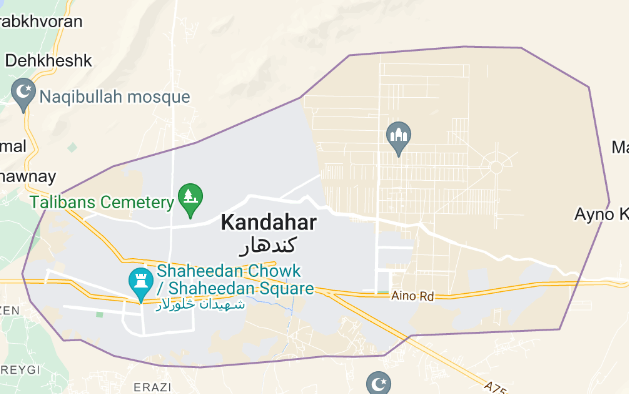 rabkhvoran
Dehkheshk
Naqibullah mosque
mal
hawnay
Ma
Talibans Cemetery
Ayno K
Kandahar
کندهار
Shaheedan Chowk
/ Shaheedan Square
شهیدان څلورلار
Aino Rd
ZEN
REYGI
ERAZI
A75